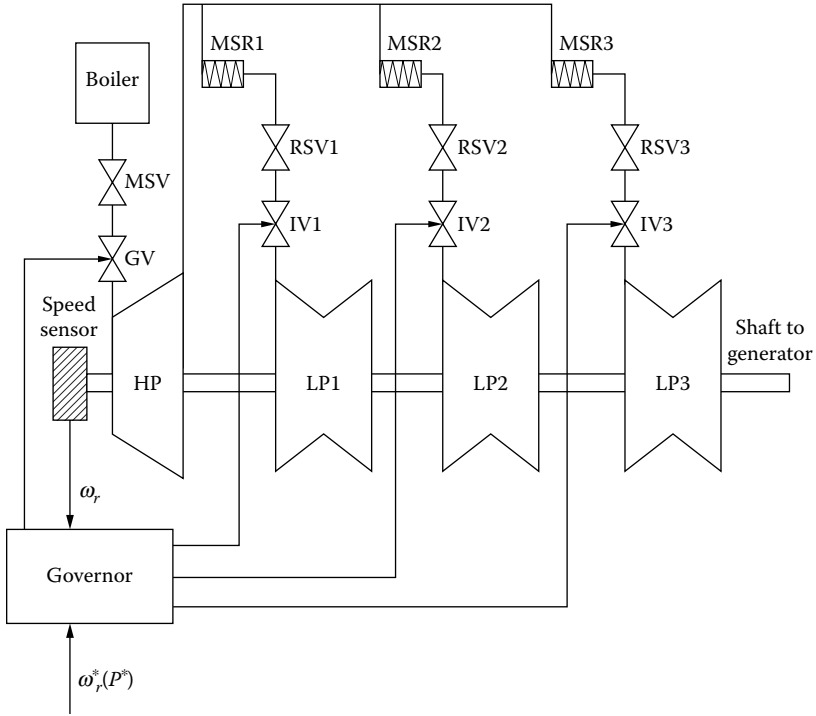 MSR1
MSR2
MSR3
Boiler
RSV1
RSV2
RSV3
MSV
IV1
IV2
IV3
GV
Speed
sensor
Shaft to
generator
HP
LP1
LP2
LP3
ω_r
Governor
ω*_r(P*)